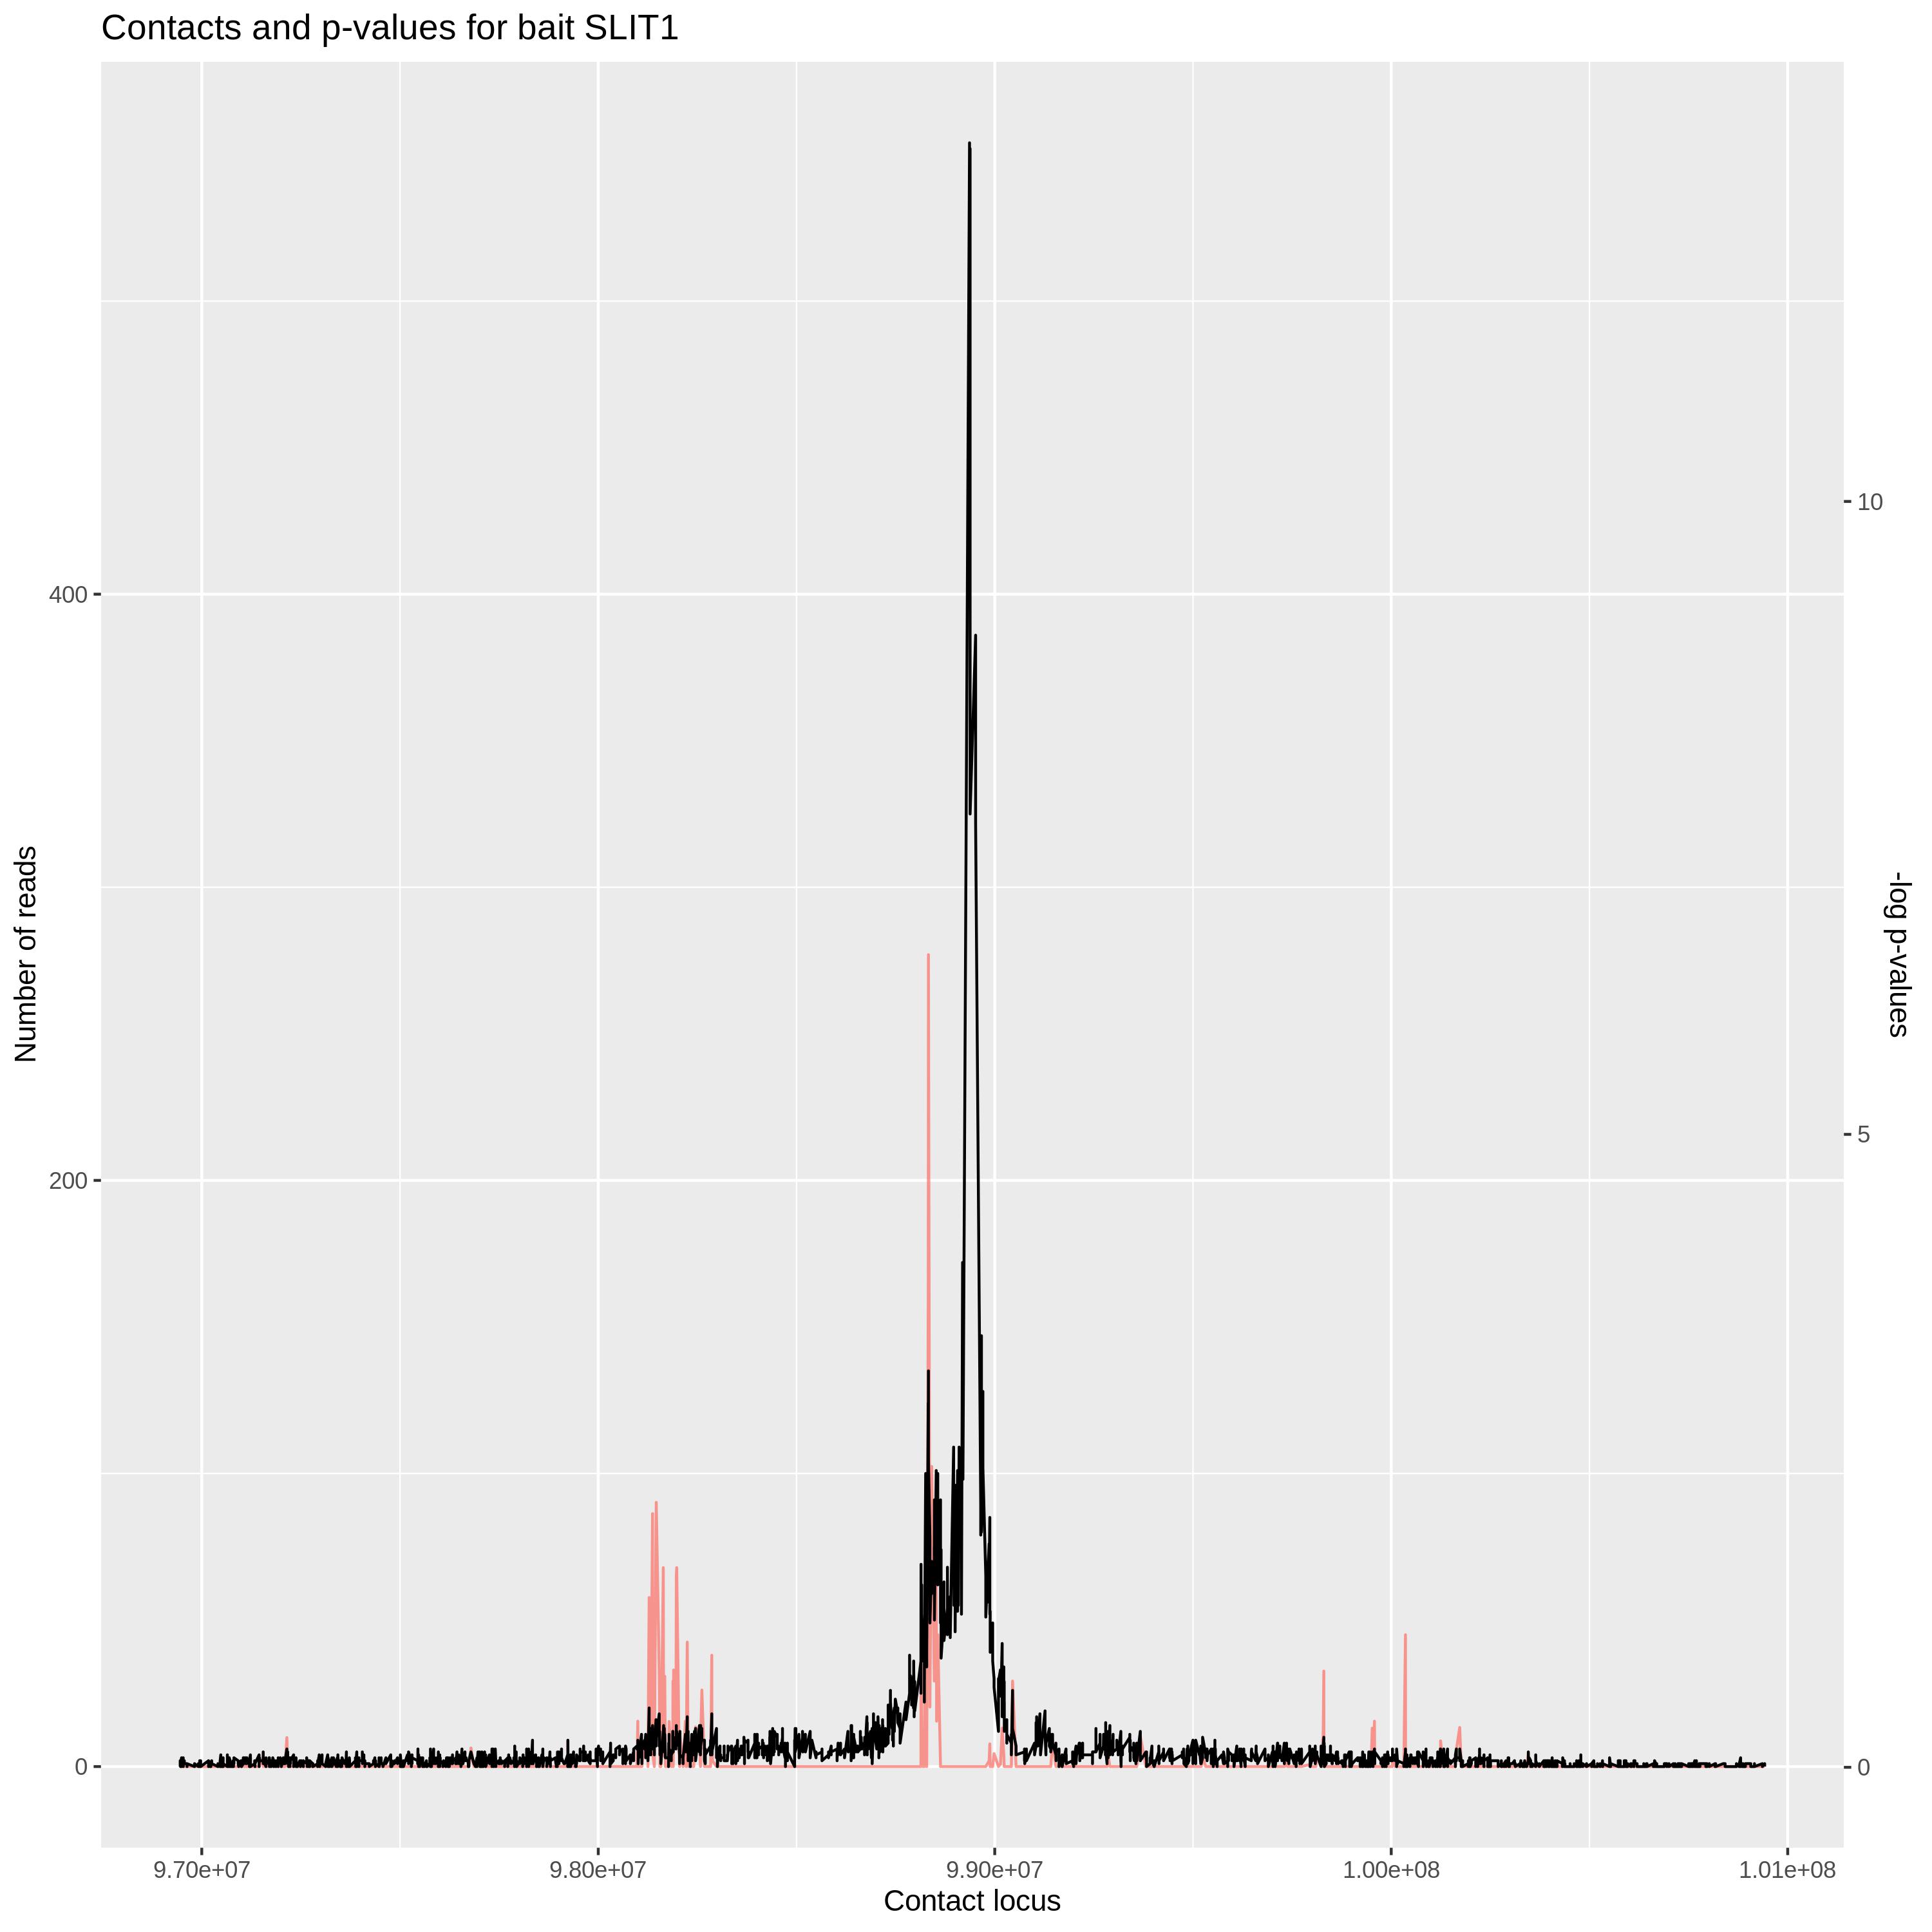 Contacts and p-values for bait SLIT1
Number of reads
400
200
0
10
5
0
-log p-values
9.70e+07
9.80e+07
9.90e+07
1.00e+08
1.01e+08
Contact locus